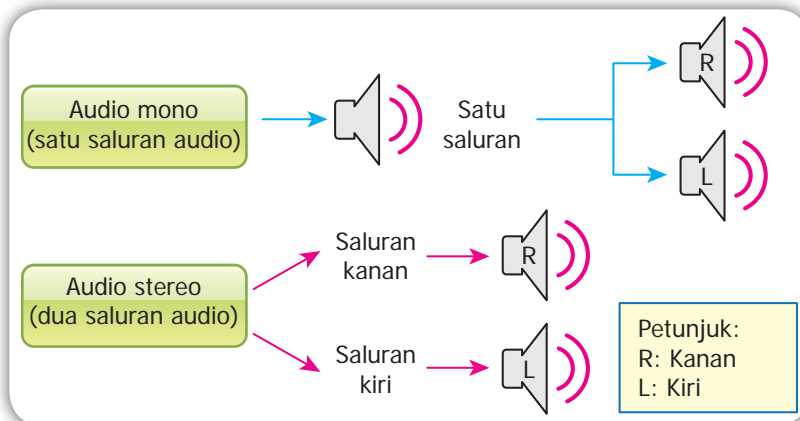 Audio mono
(satu saluran audio)
Satu
saluran
R
L
Audio stereo
(dua saluran audio)
Saluran
kanan
R
Saluran
kiri
L
Petunjuk:
R: Kanan
L: Kiri